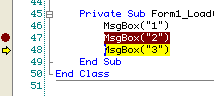 45 Private Sub Form1_Load(
46 MsgBox("1")
47 MsgBox("2")
48 MsgBox("3")
49 End Sub
50 End Class
51